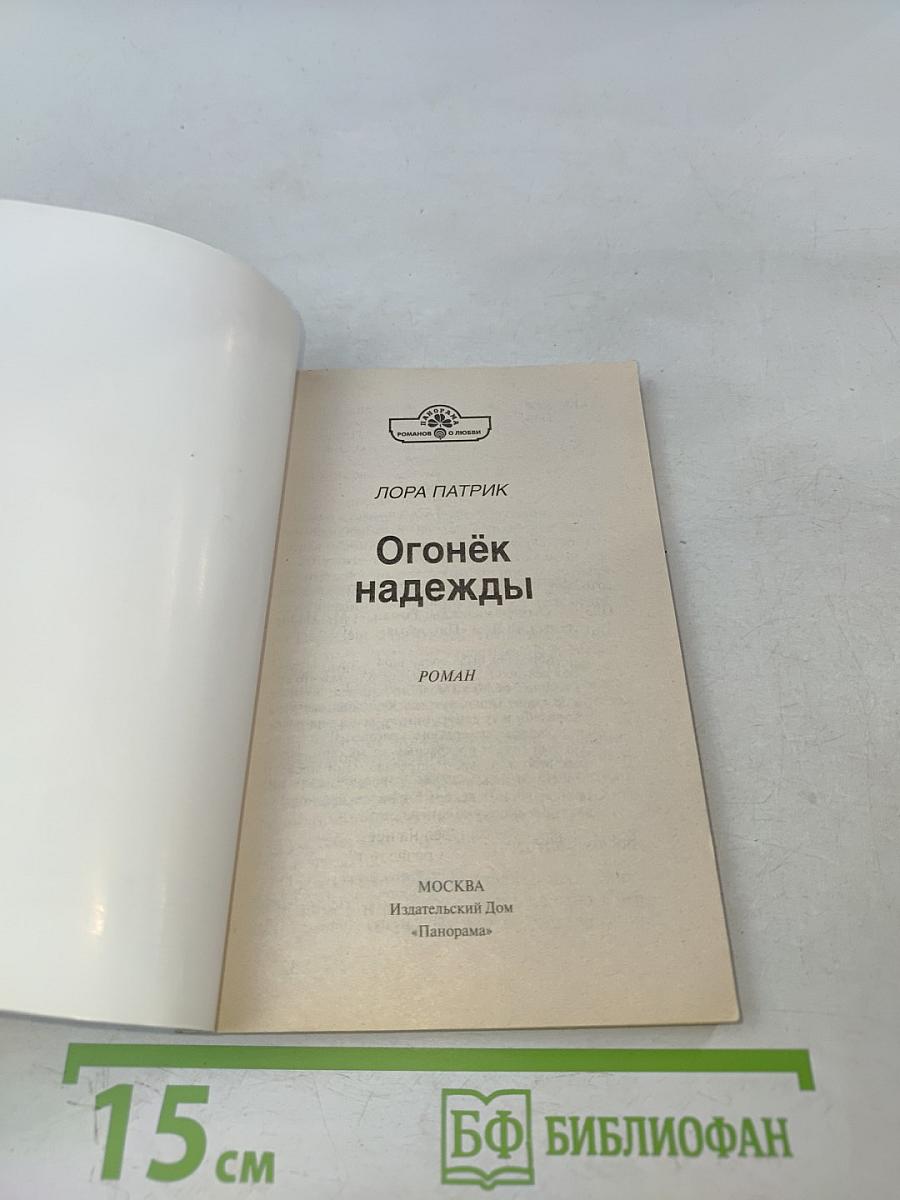 ПАНОРАМА
РОМАНОВ О ЛЮБВИ
ЛОРА ПАТРИК
Огонёк
надежды
РОМАН
МОСКВА
Издательский Дом
«Панорама»
15 см
БФ БИБЛИОФАН